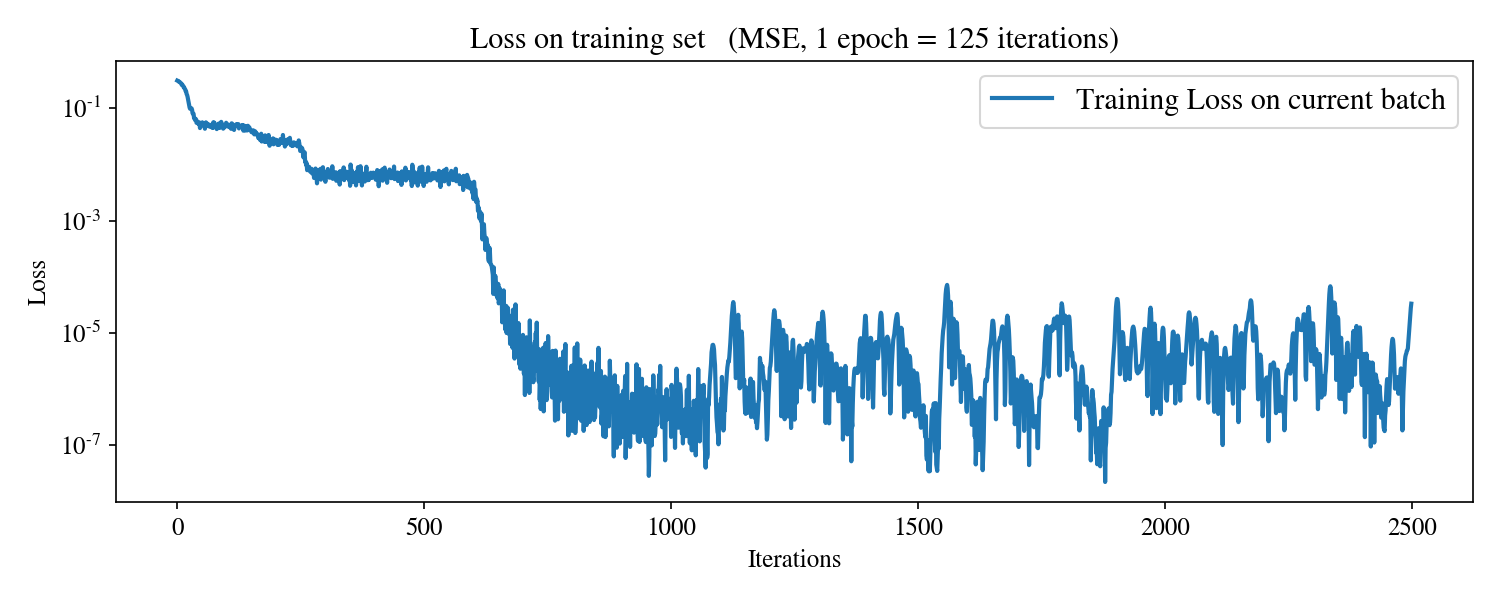 Loss on training set (MSE, 1 epoch = 125 iterations)
Training Loss on current batch
10⁻¹
10⁻³
10⁻⁵
10⁻⁷
Loss
0 500 1000 1500 2000 2500
Iterations